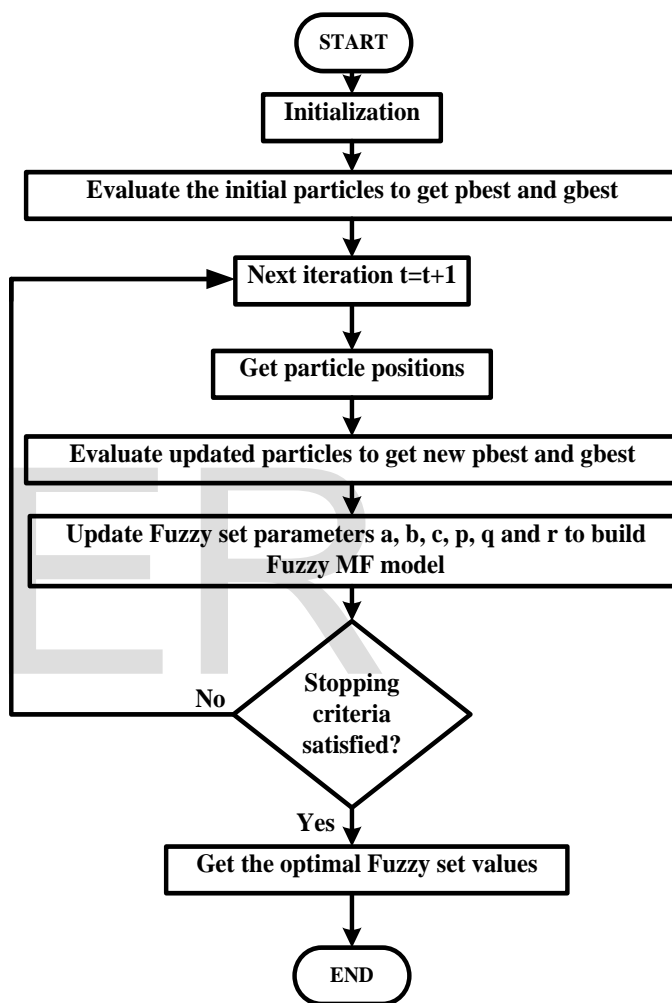 START
Initialization
Evaluate the initial particles to get pbest and gbest
Next iteration t=t+1
Get particle positions
Evaluate updated particles to get new pbest and gbest
Update Fuzzy set parameters a, b, c, p, q and r to build
Fuzzy MF model
ER
Stopping
criteria
satisfied?
No
Yes
Get the optimal Fuzzy set values
END